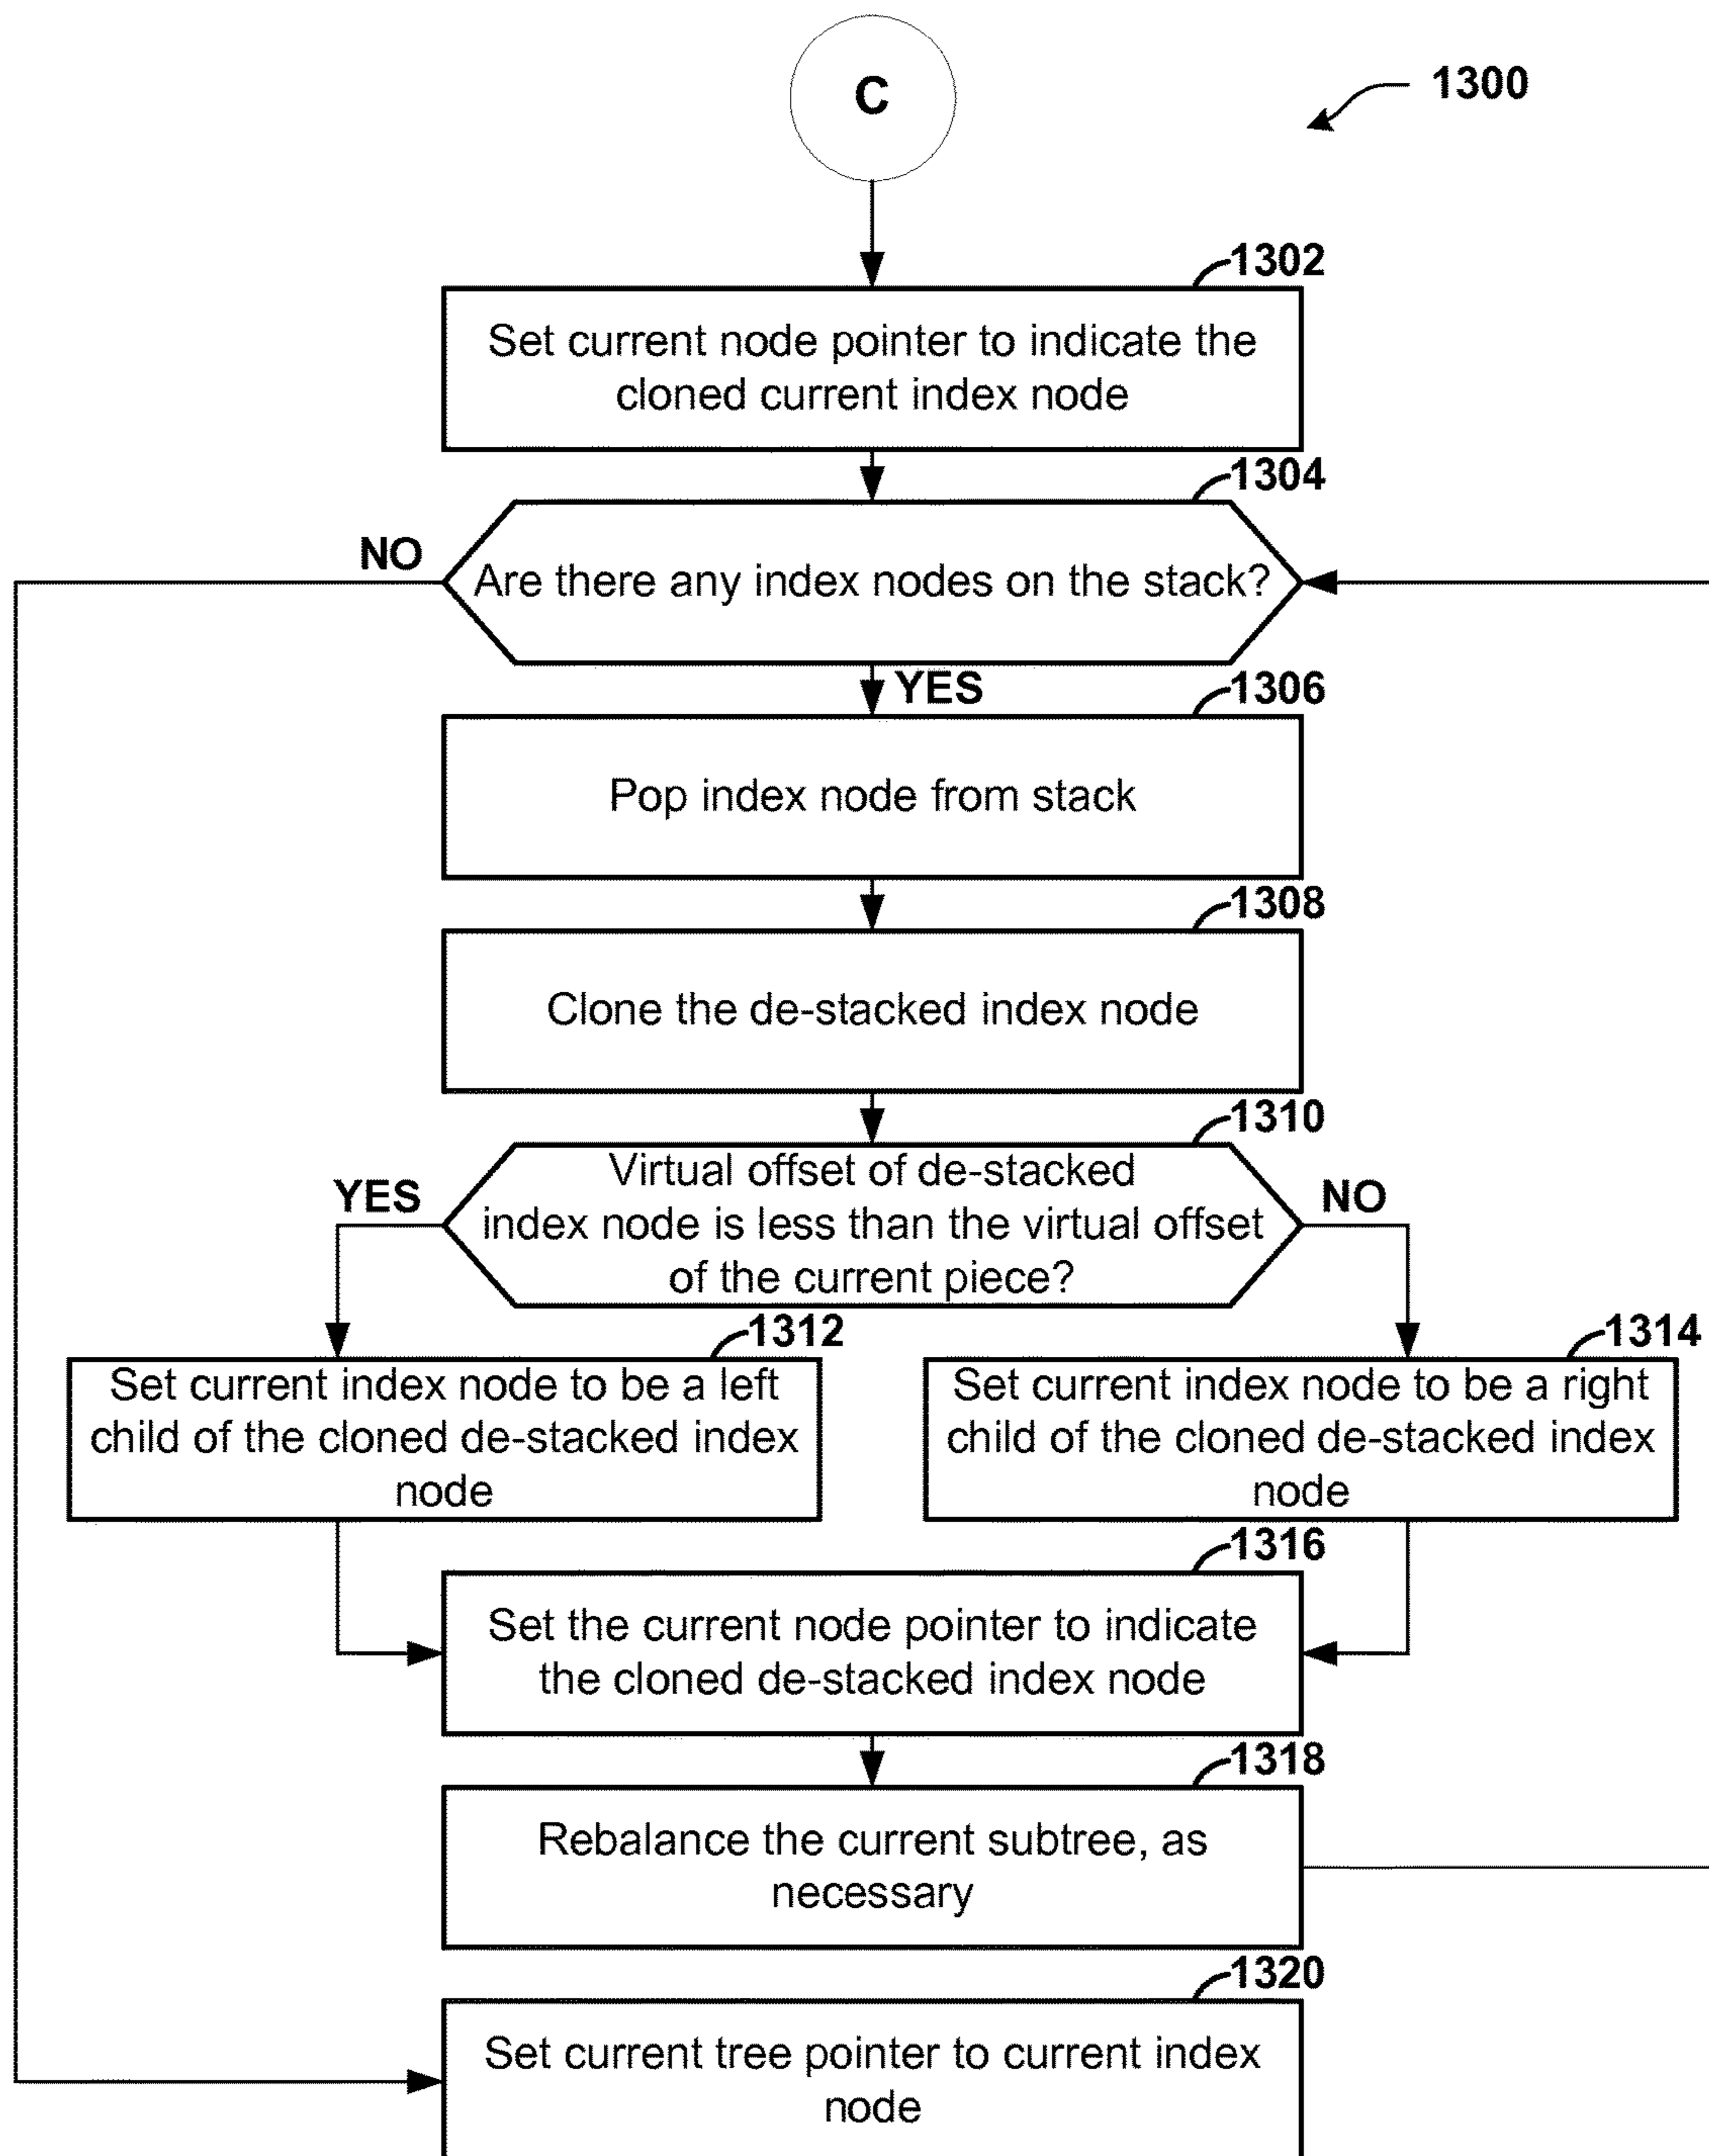 C
1300
1302
Set current node pointer to indicate the
cloned current index node
1304
NO
Are there any index nodes on the stack?
YES
1306
Pop index node from stack
1308
Clone the de-stacked index node
1310
YES
Virtual offset of de-stacked
index node is less than the virtual offset
of the current piece?
NO
1312
Set current index node to be a left
child of the cloned de-stacked index
node
1314
Set current index node to be a right
child of the cloned de-stacked index
node
1316
Set the current node pointer to indicate
the cloned de-stacked index node
1318
Rebalance the current subtree, as
necessary
1320
Set current tree pointer to current index
node